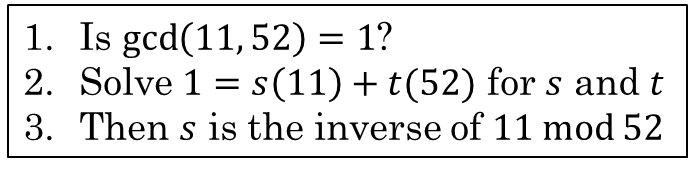 1. Is gcd(11, 52) = 1?
2. Solve 1 = s(11) + t(52) for s and t
3. Then s is the inverse of 11 mod 52